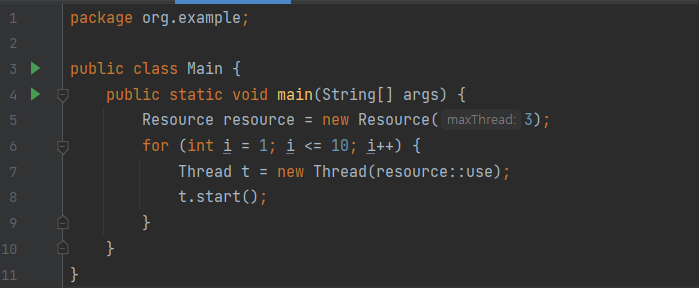 1 package org.example;
2
3 public class Main {
4 public static void main(String[] args) {
5 Resource resource = new Resource( maxThread: 3);
6 for (int i = 1; i <= 10; i++) {
7 Thread t = new Thread(resource::use);
8 t.start();
9 }
10 }
11 }